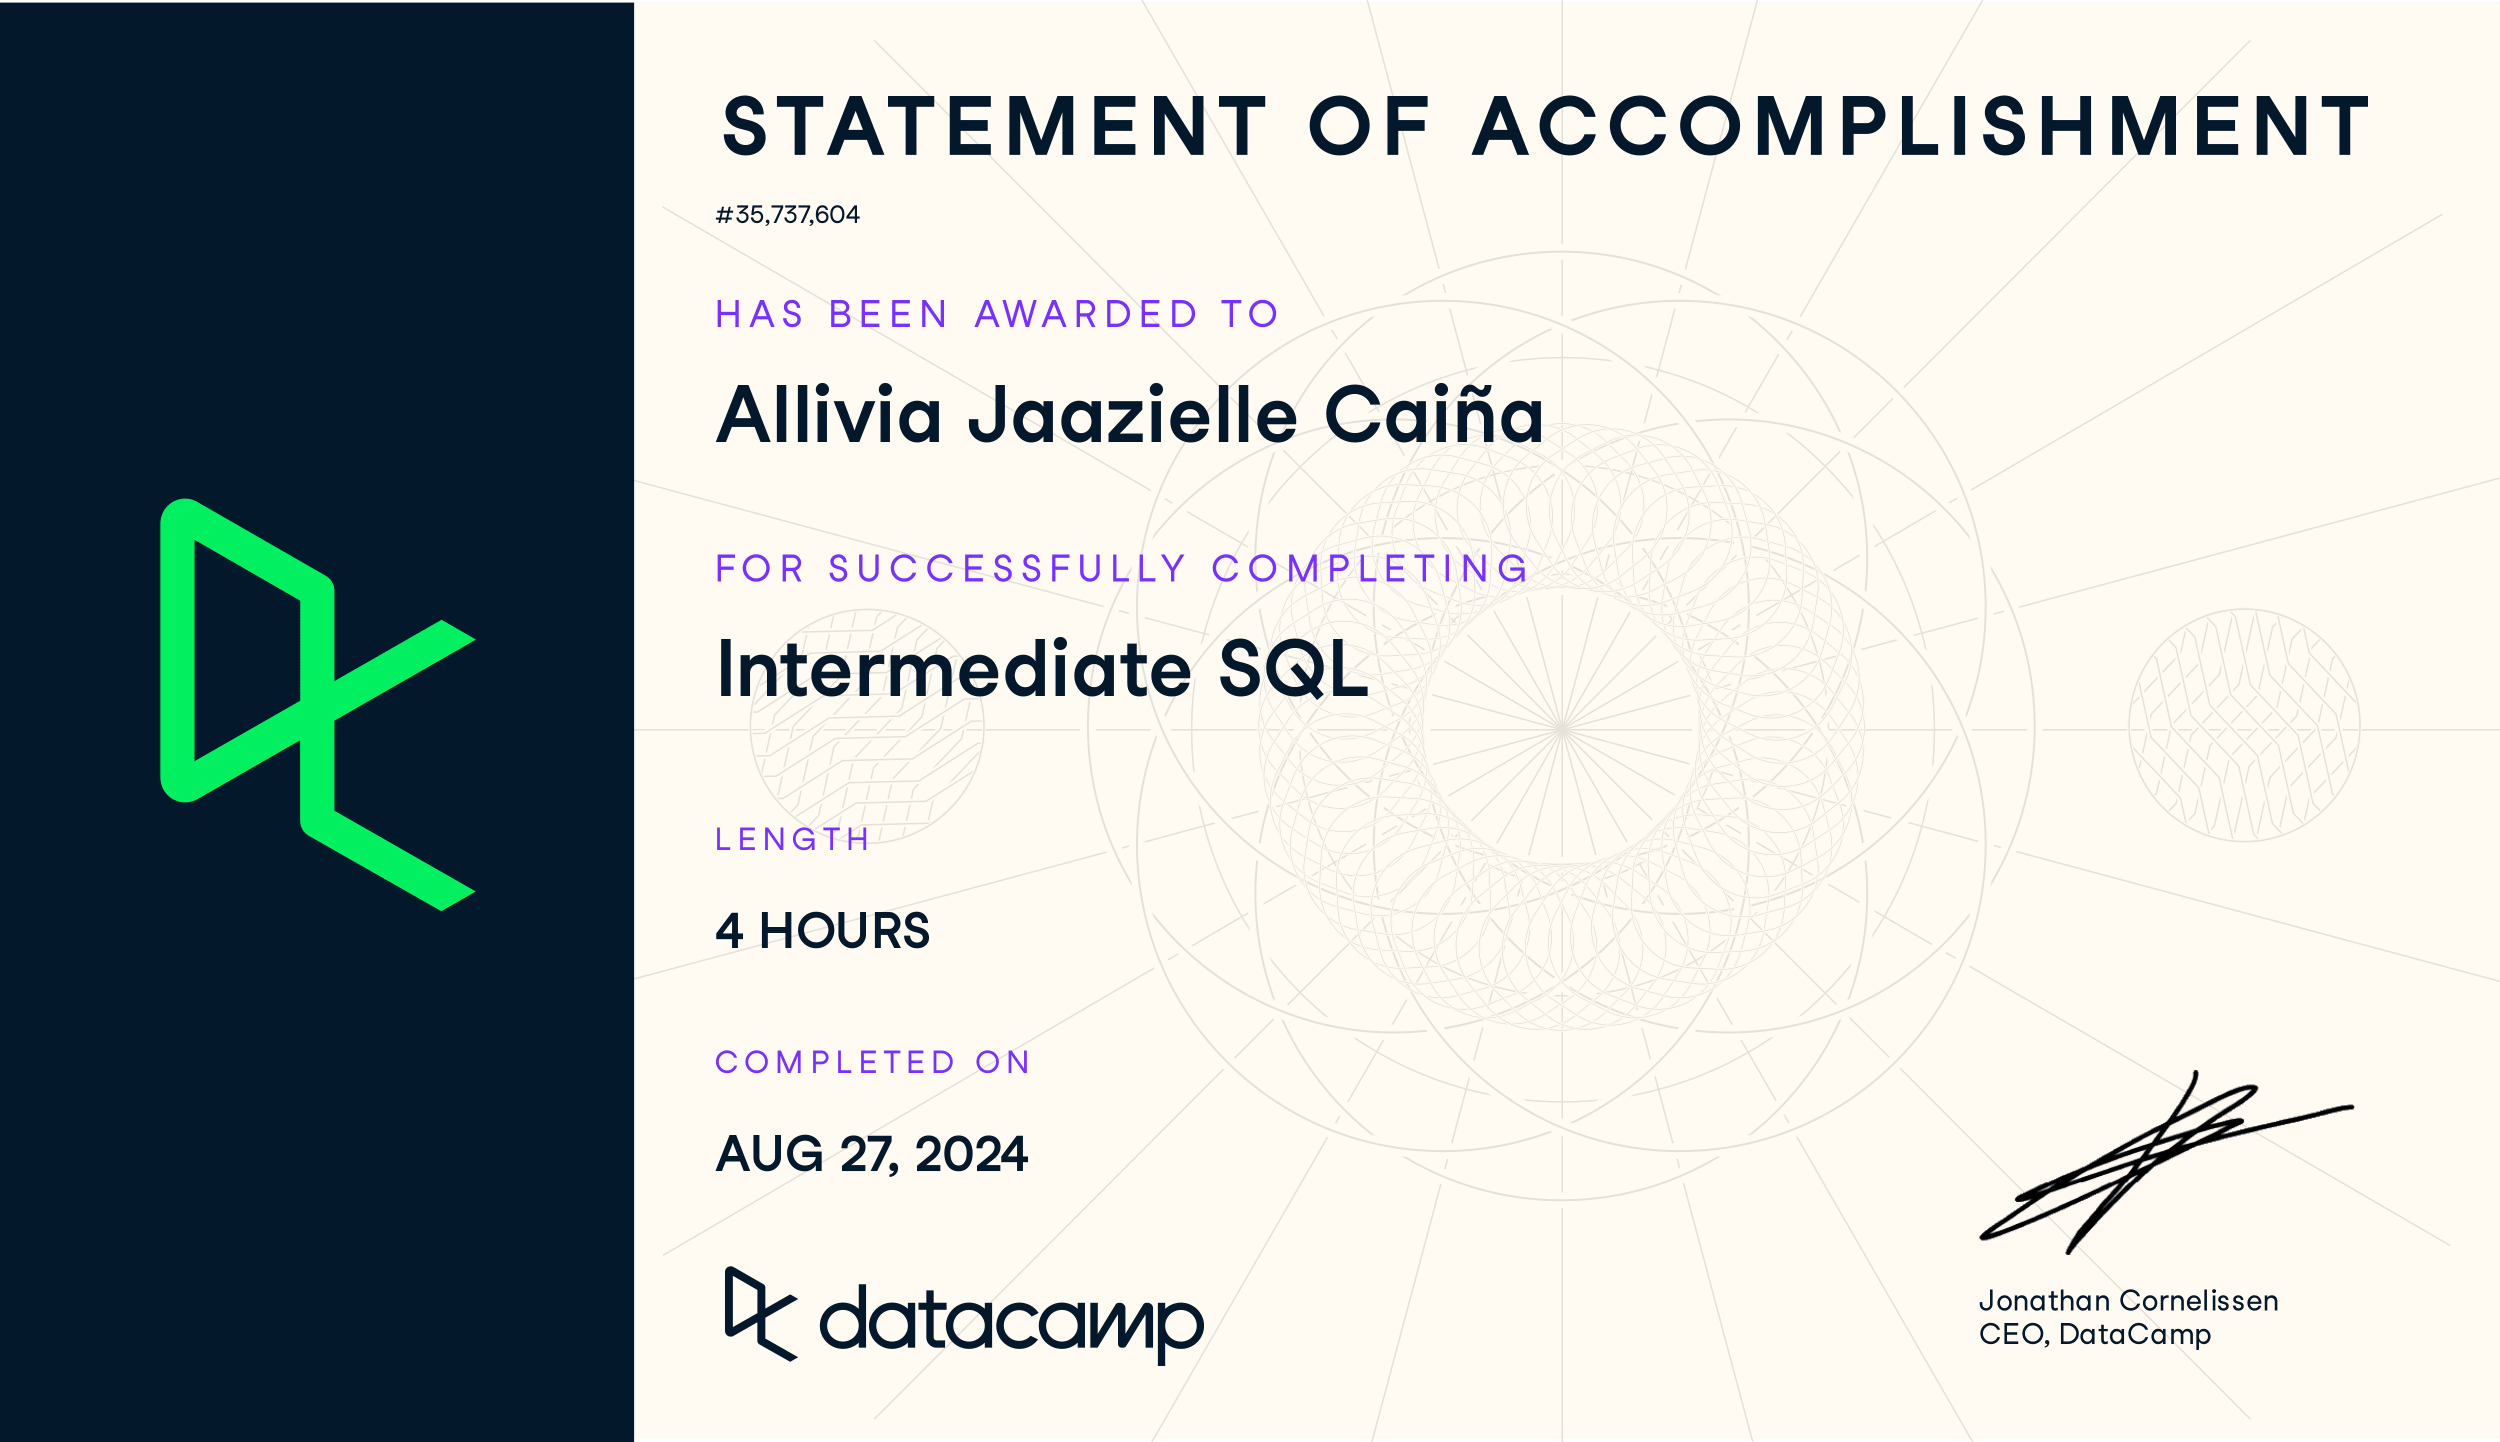 STATEMENT OF ACCOMPLISHMENT
#35,737,604
HAS BEEN AWARDED TO
Allivia Jaazielle Caiña
FOR SUCCESSFULLY COMPLETING
Intermediate SQL
LENGTH
4 HOURS
COMPLETED ON
AUG 27, 2024
datacamp
Jonathan Cornelissen
CEO, DataCamp